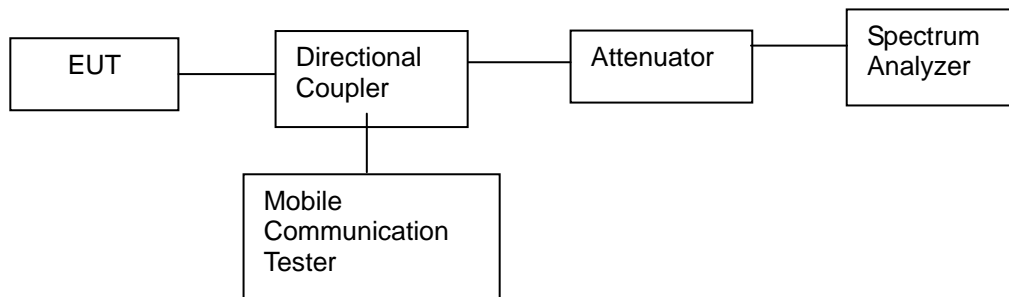 EUT
Directional
Coupler
Attenuator
Spectrum
Analyzer
Mobile
Communication
Tester